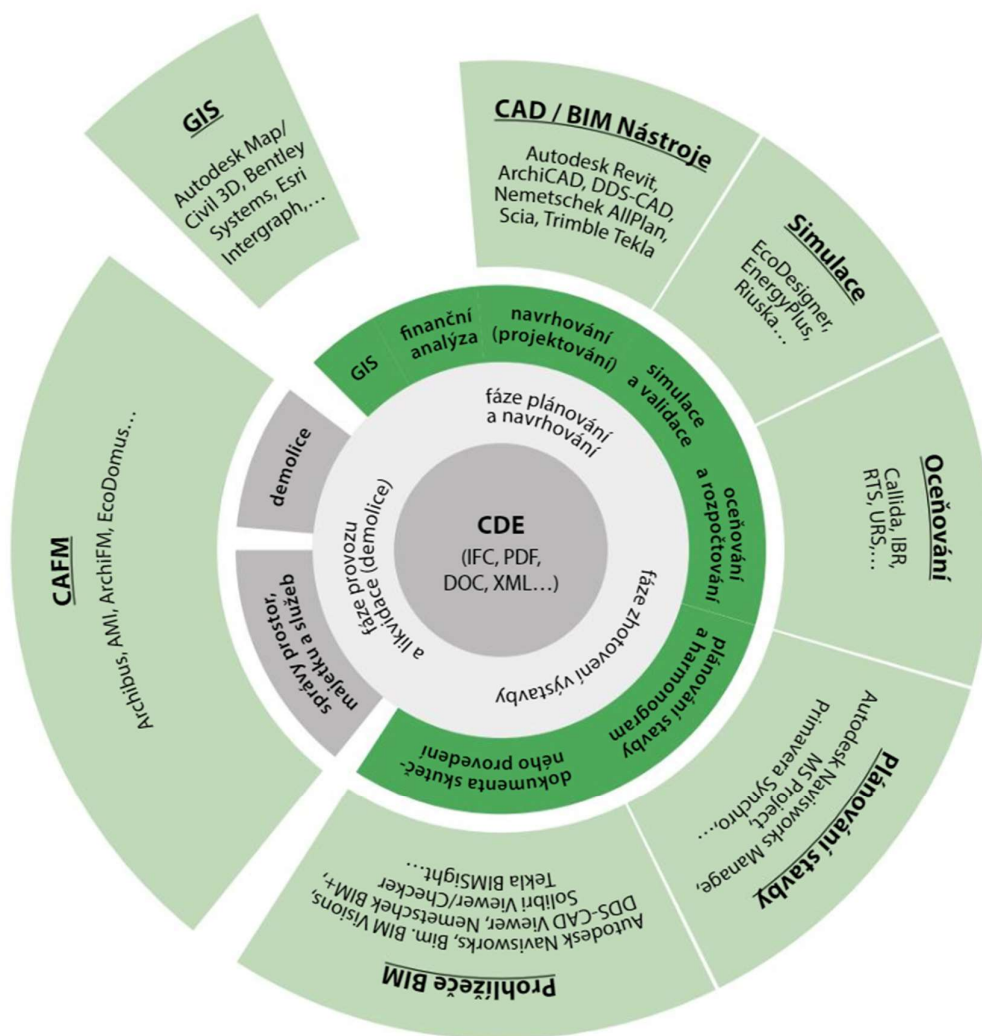 GIS
Autodesk Map/
Civil 3D, Bentley
Systems, Esri
Intergraph,…
CAD / BIM Nástroje
Autodesk Revit,
ArchiCAD, DDS-CAD,
Nemetschek AllPlan,
Scia, Trimble Tekla
Simulace
EcoDesigner,
EnergyPlus,
Riuska…
Oceňování
Callida, IBR,
RTS, URS,
…
Plánování stavby
Autodesk Navisworks Manage,
MS Project,
Primavera Synchro,…
Prohlížeče BIM
Autodesk Navisworks, Bim. BIM Visions,
DDS-CAD Viewer, Nemetschek BIM+,
Solibri Viewer/Checker
Tekla BIMSight…
CAFM
Archibus, AMI, ArchiFM, EcoDomus…
GIS
finanční
analýza
navrhování
(projektování)
simulace
a validace
oceňování
a rozpočtování
plánování stavby
a harmonogram
dokumenta skuteč-
ného provedení
správy prostor,
majetku a služeb
demolice
fáze plánování
a navrhování
fáze zhotovení výstavby
fáze provozu
a likvidace (demolice)
CDE
(IFC, PDF,
DOC, XML…)